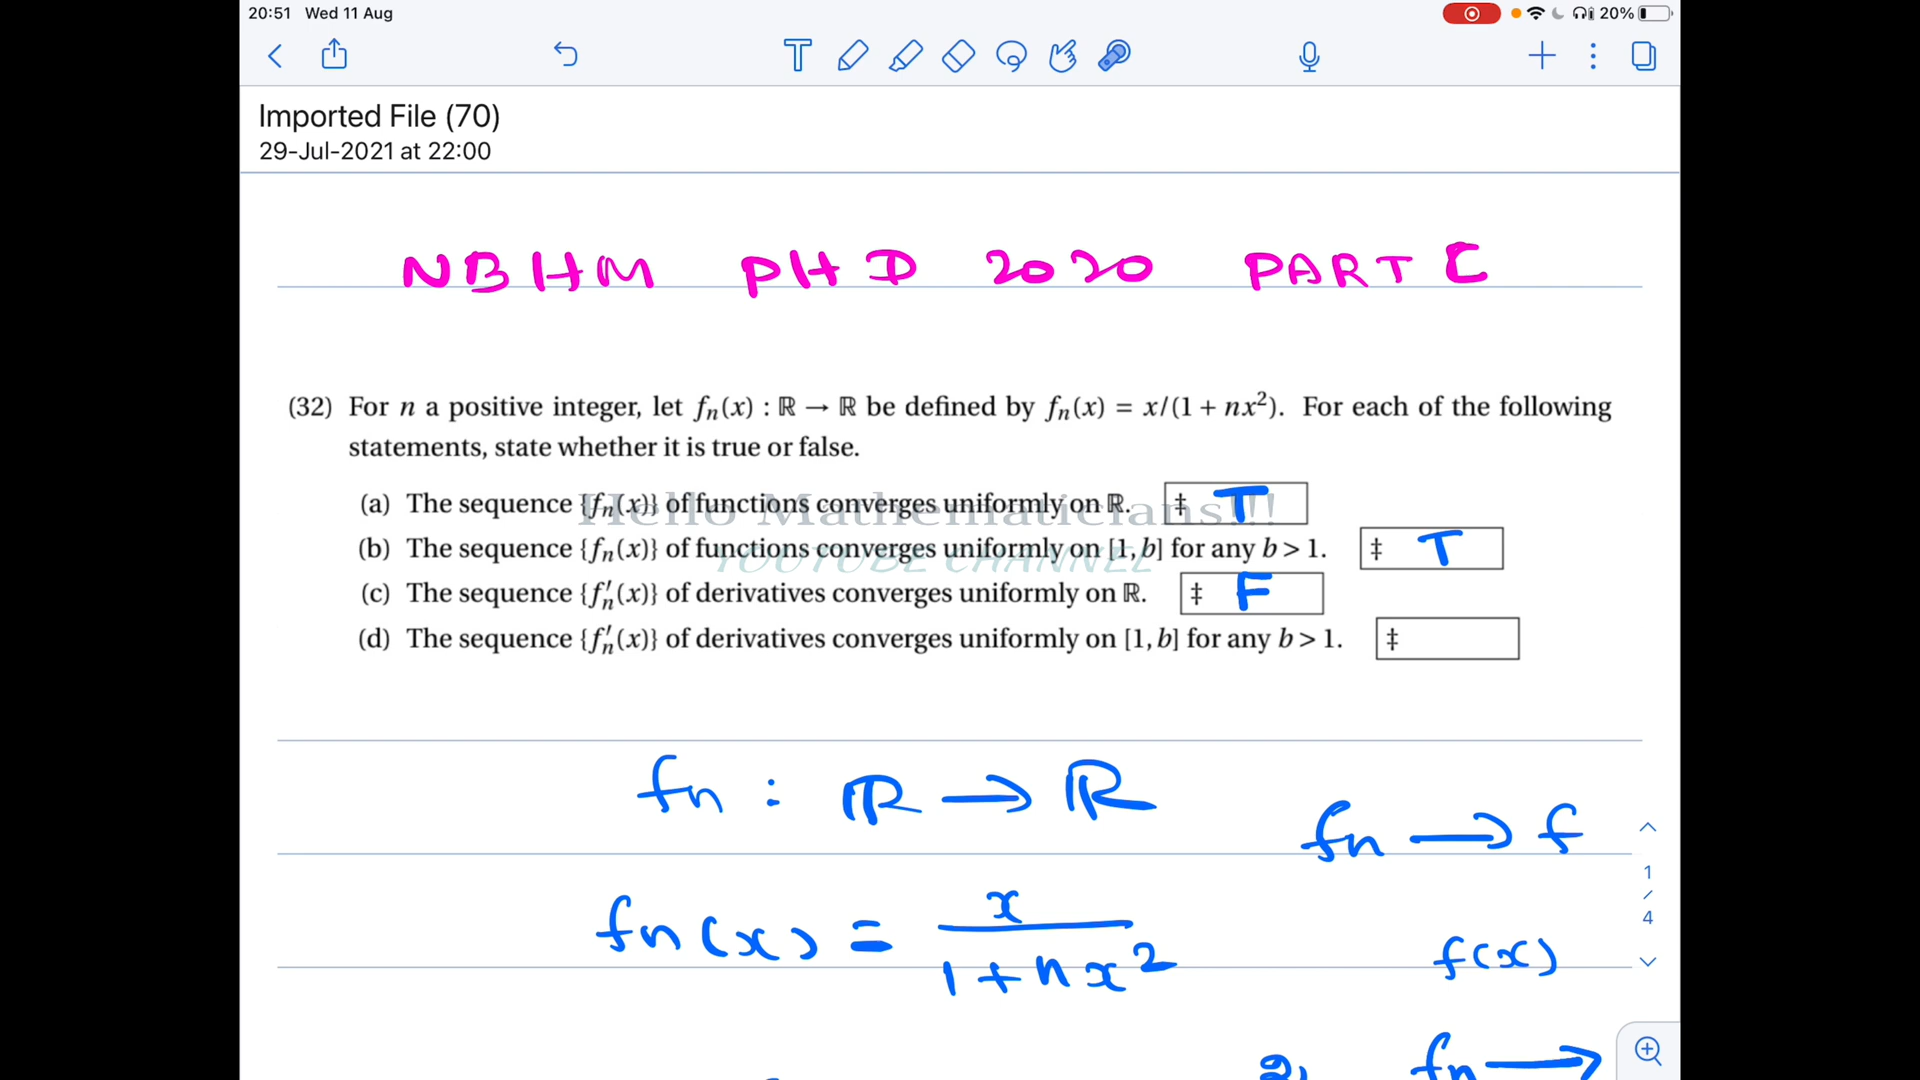 20:51 Wed 11 Aug 20%
Imported File (70)
29-Jul-2021 at 22:00
NBHM PHD 2020 PART C
(32) For n a positive integer, let fₙ(x) : ℝ → ℝ be defined by fₙ(x) = x/(1 + nx²). For each of the following
statements, state whether it is true or false.
(a) The sequence {fₙ(x)} of functions converges uniformly on ℝ. ‡ T
Hello Mathematicians!!!
(b) The sequence {fₙ(x)} of functions converges uniformly on [1, b] for any b > 1. ‡ T
YOUTUBE CHANNEL
(c) The sequence {f′ₙ(x)} of derivatives converges uniformly on ℝ. ‡ F
(d) The sequence {f′ₙ(x)} of derivatives converges uniformly on [1, b] for any b > 1. ‡
fn : ℝ → ℝ
fn → f
1/4
fn(x) = x/(1+nx²)
f(x)
fn →